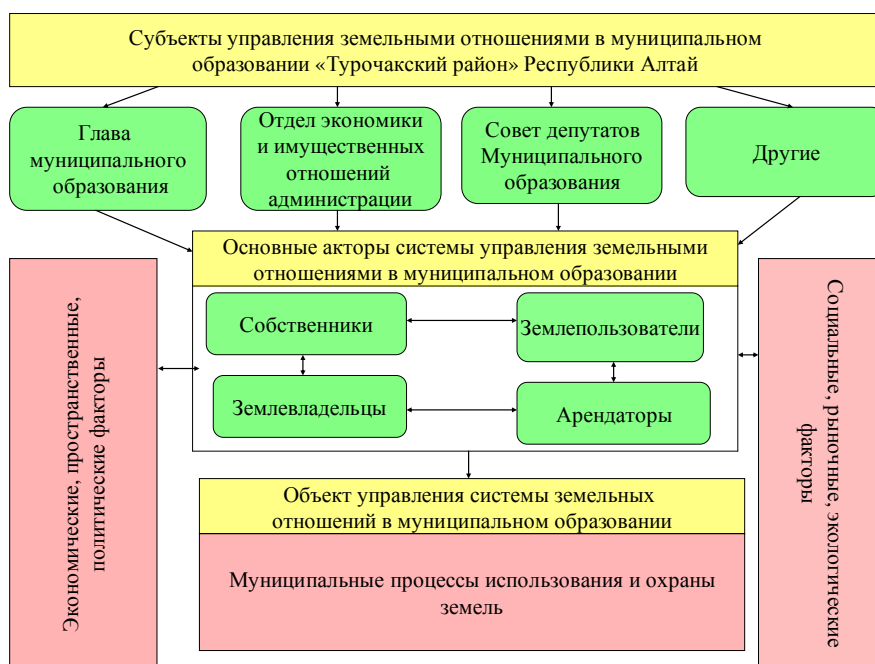 Субъекты управления земельными отношениями в муниципальном
образовании «Турочакский район» Республики Алтай
Глава
муниципального
образования
Отдел экономики
и имущественных
отношений
администрации
Совет депутатов
Муниципального
образования
Другие
Основные акторы системы управления земельными
отношениями в муниципальном образовании
Экономические, пространственные,
политические факторы
Собственники
Землепользователи
Землевладельцы
Арендаторы
Социальные, рыночные, экологические
факторы
Объект управления системы земельных
отношений в муниципальном образовании
Муниципальные процессы использования и охраны
земель